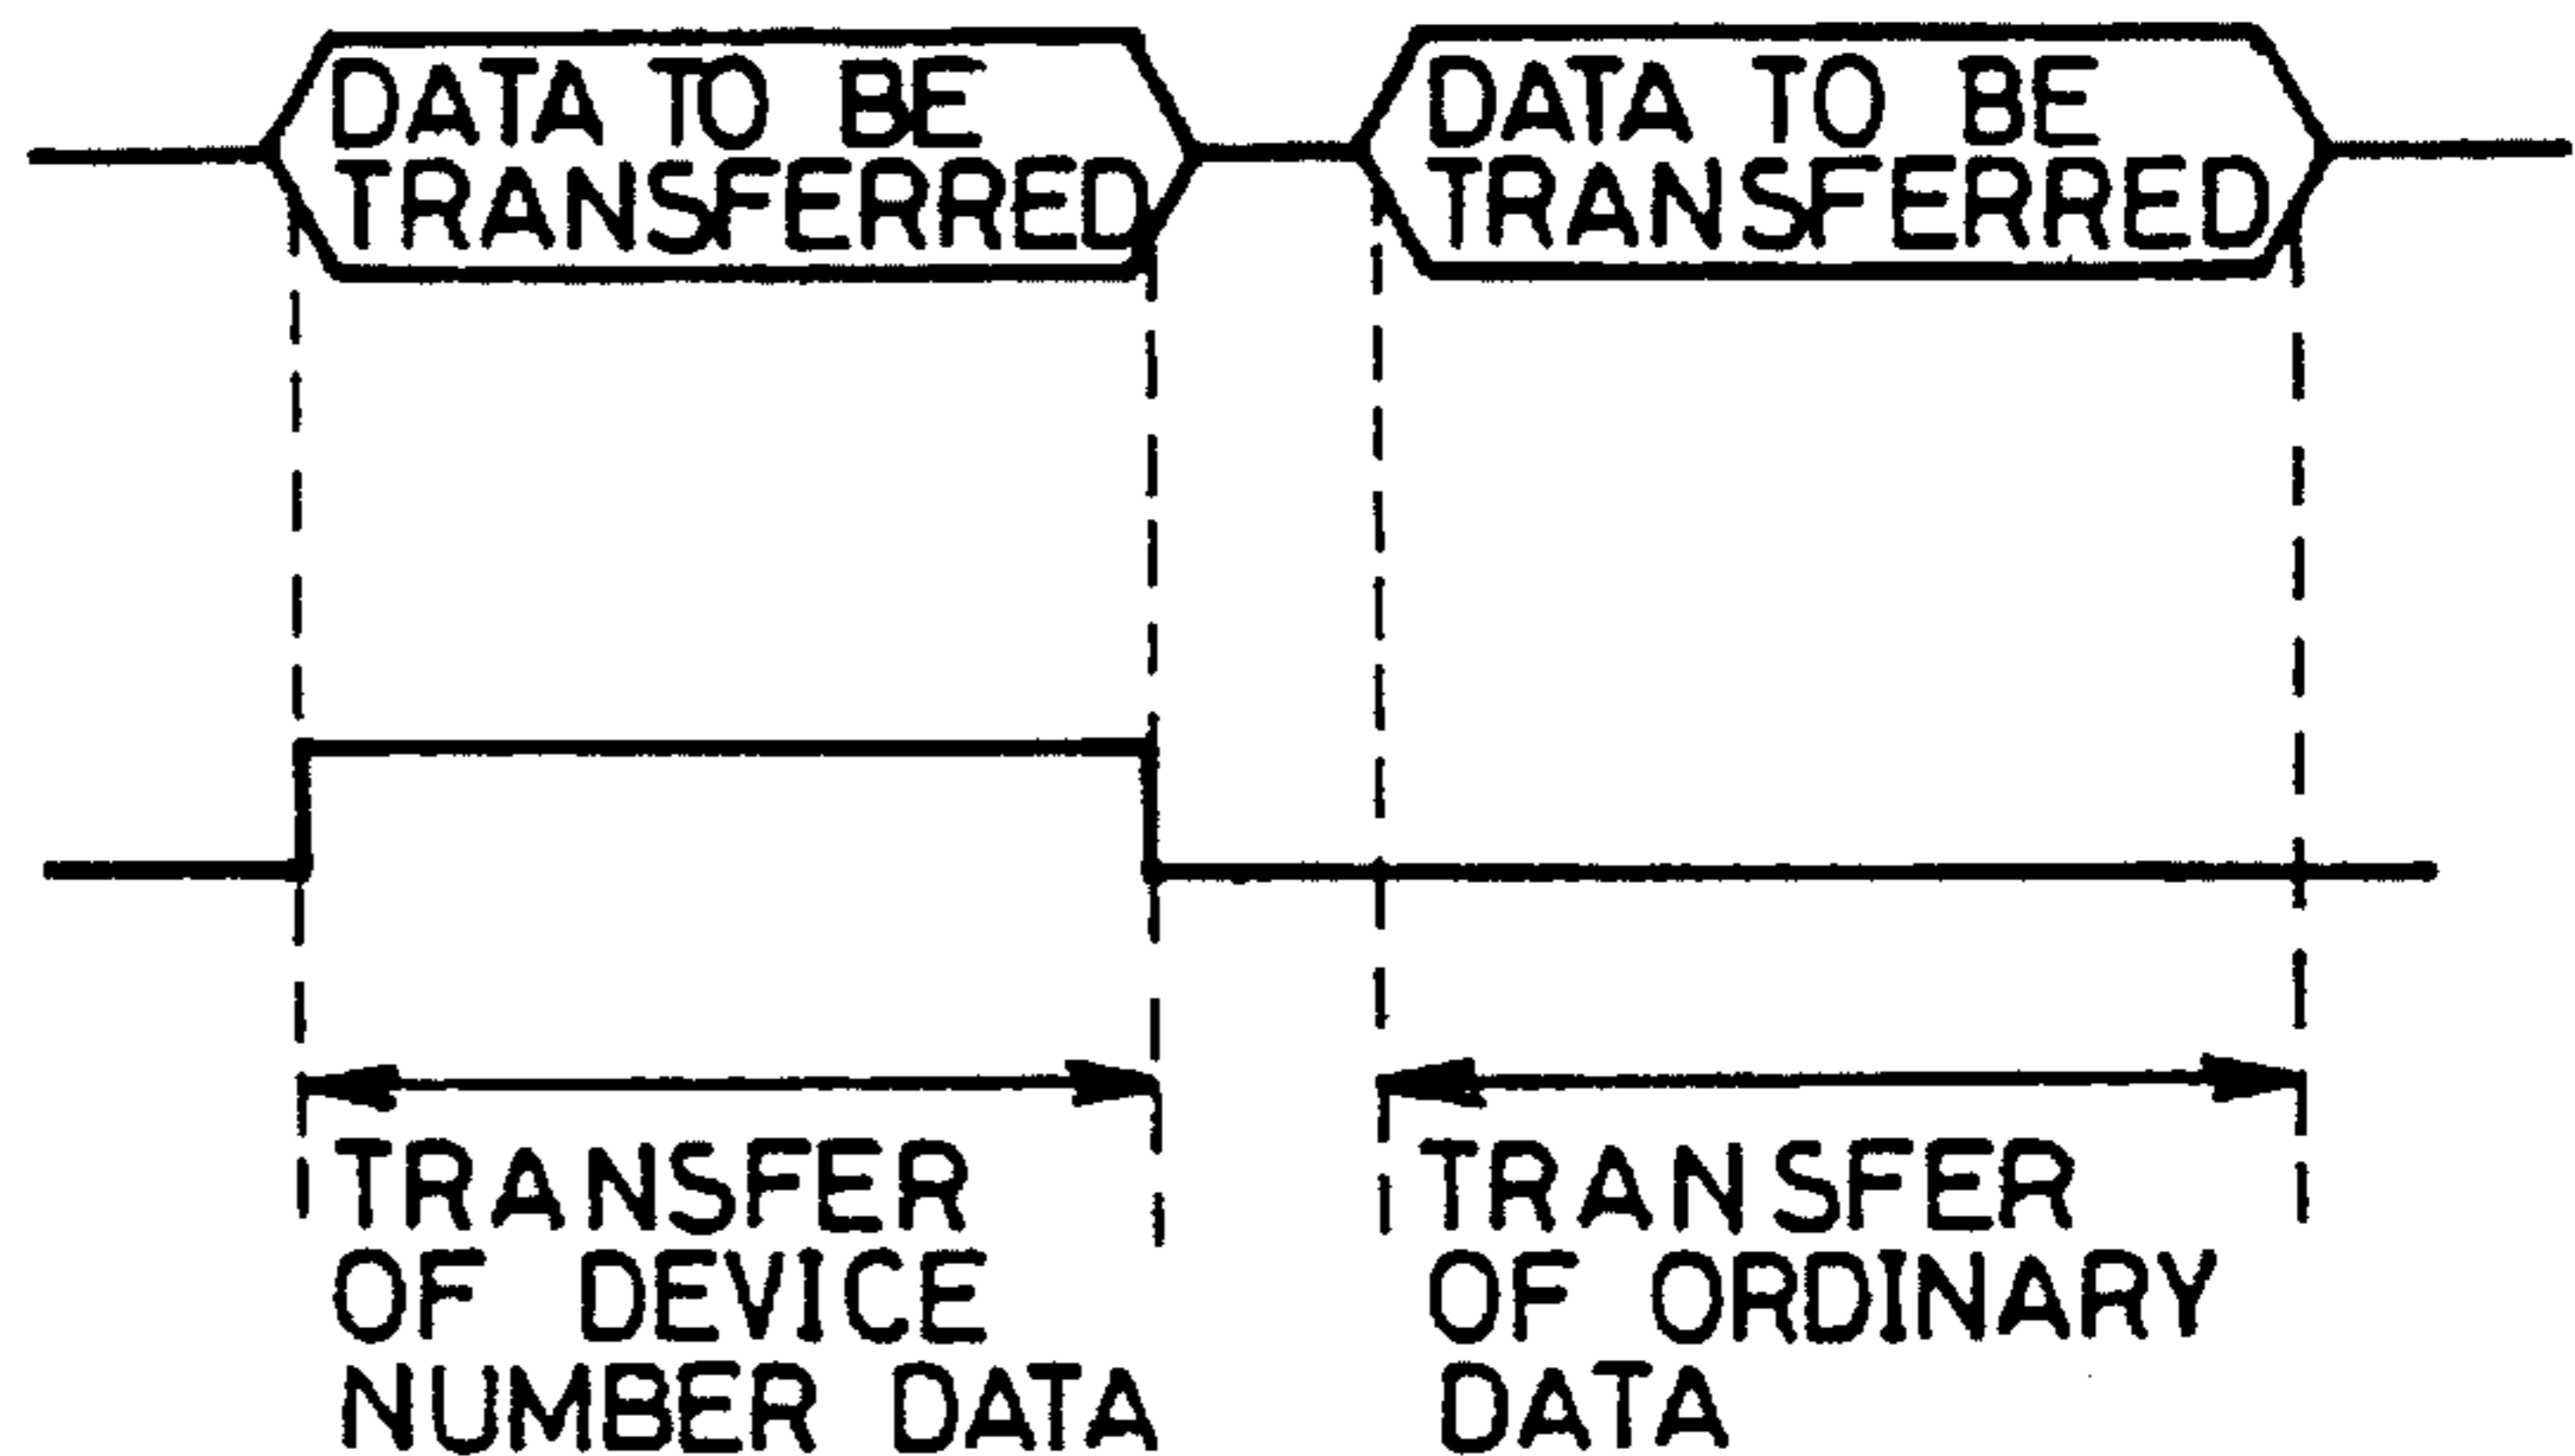 DATA TO BE
TRANSFERRED
DATA TO BE
TRANSFERRED
TRANSFER
OF DEVICE
NUMBER DATA
TRANSFER
OF ORDINARY
DATA